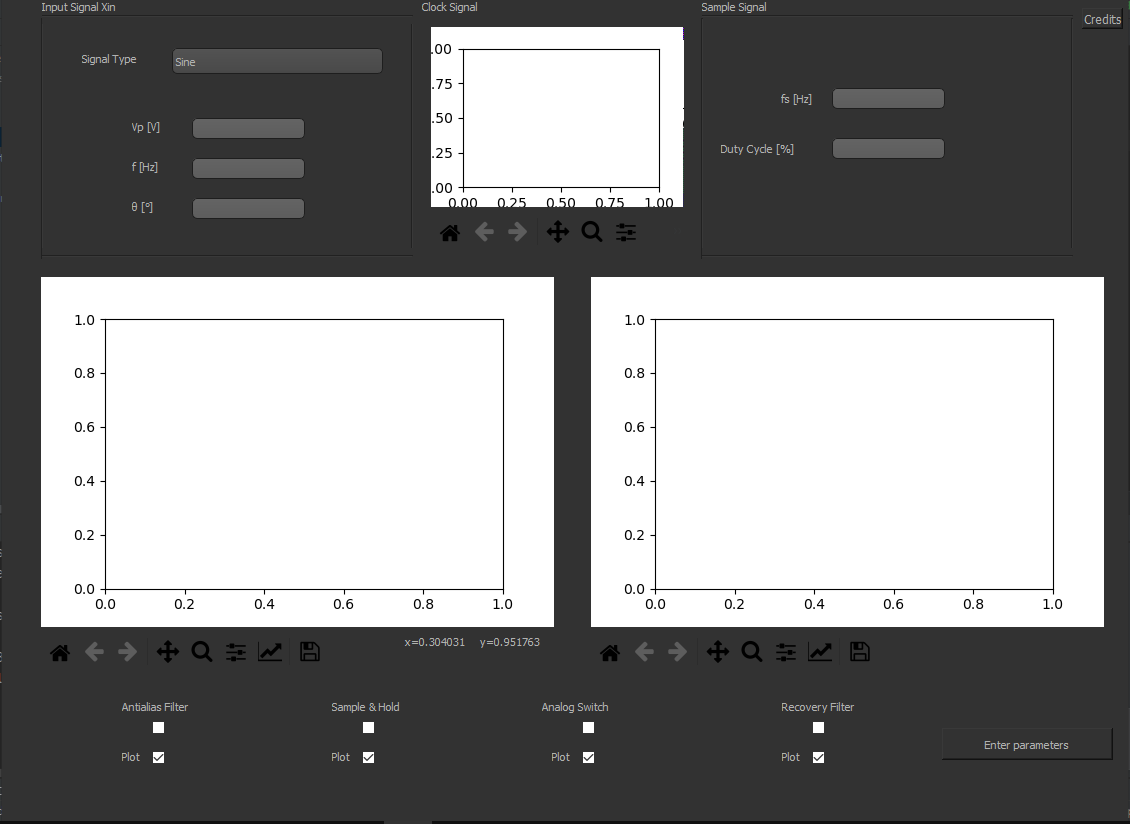 Input Signal Xin
Clock Signal
Sample Signal
Credits
Signal Type
Sine
Vp [V]
f [Hz]
θ [º]
.00
.75
.50
.25
.00
0.00 0.25 0.50 0.75 1.00
fs [Hz]
Duty Cycle [%]
1.0
0.8
0.6
0.4
0.2
0.0
0.0 0.2 0.4 0.6 0.8 1.0
1.0
0.8
0.6
0.4
0.2
0.0
0.0 0.2 0.4 0.6 0.8 1.0
x=0.304031 y=0.951763
Antialias Filter
Sample & Hold
Analog Switch
Recovery Filter
Plot
Plot
Plot
Plot
Enter parameters